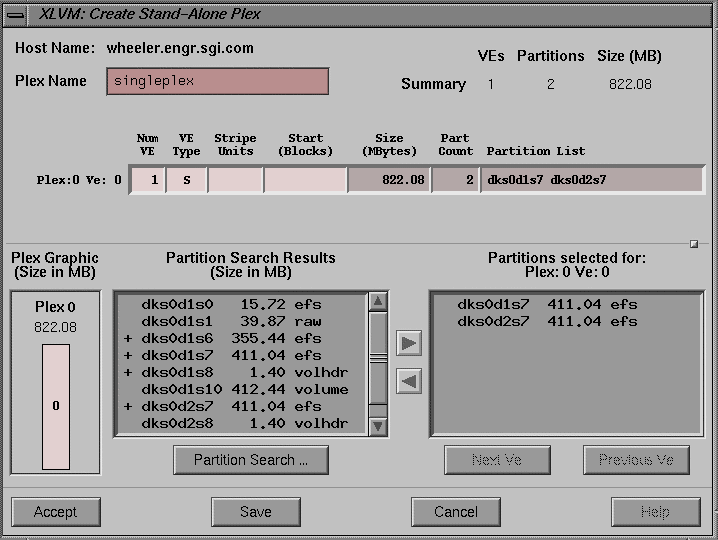 XLVM: Create Stand-Alone Plex
Host Name: wheeler.engr.sgi.com
VEs Partitions Size (MB)
Plex Name singleplex
Summary 1 2 822.08
Num VE Stripe Start Size Part
VE Type Units (Blocks) (MBytes) Count Partition List
Plex:0 Ve: 0 1 S 822.08 2 dks0d1s7 dks0d2s7
Plex Graphic
(Size in MB)
Plex 0
822.08
0
Partition Search Results
(Size in MB)
dks0d1s0 15.72 efs
dks0d1s1 39.87 raw
+ dks0d1s6 355.44 efs
+ dks0d1s7 411.04 efs
+ dks0d1s8 1.40 volhdr
dks0d1s10 412.44 volume
+ dks0d2s7 411.04 efs
dks0d2s8 1.40 volhdr
Partition Search ...
Partitions selected for:
Plex: 0 Ve: 0
dks0d1s7 411.04 efs
dks0d2s7 411.04 efs
Next Ve Previous Ve
Accept Save Cancel Help